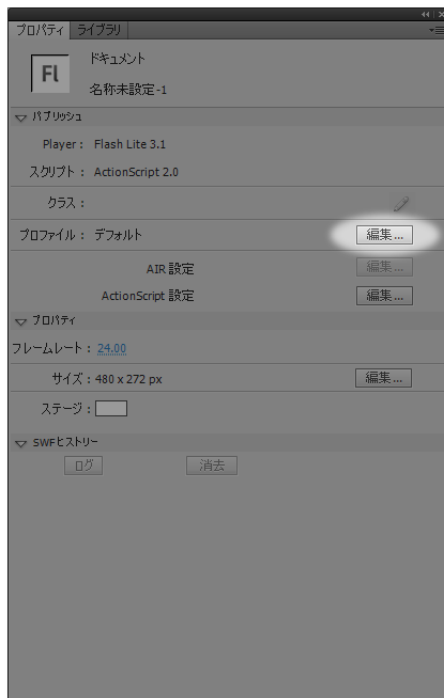 プロパティ ライブラリ
Fl
ドキュメント
名称未設定-1
パブリッシュ
Player : Flash Lite 3.1
スクリプト : ActionScript 2.0
クラス :
プロファイル : デフォルト 編集...
AIR 設定 編集...
ActionScript 設定 編集...
プロパティ
フレームレート : 24.00
サイズ : 480 x 272 px 編集...
ステージ :
SWFヒストリー
ログ 消去